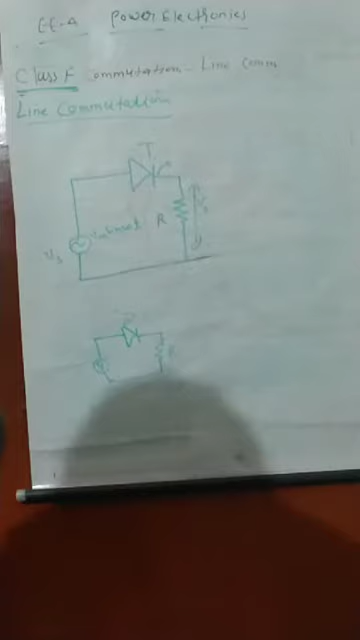 EE-A Power Electronics
Class F Commutation - Line Comm
Line Commutation
T
R
Vs